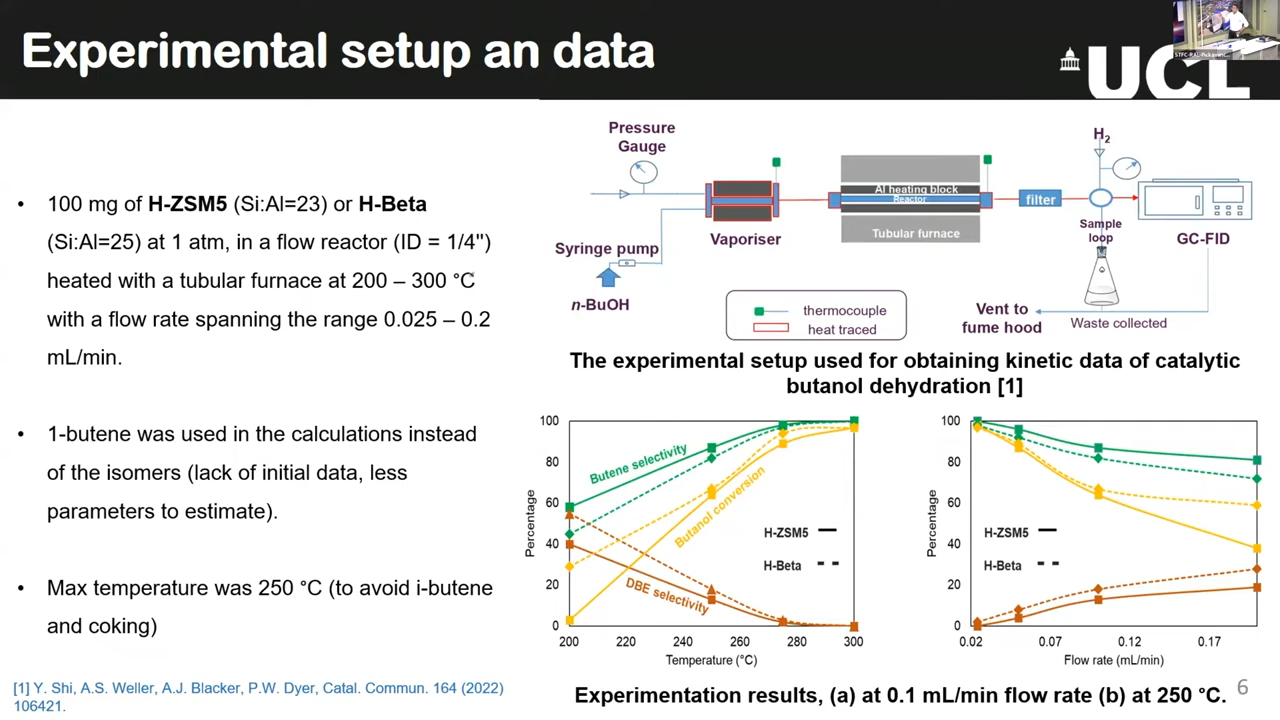 Experimental setup an data
UCL
• 100 mg of H-ZSM5 (Si:Al=23) or H-Beta
(Si:Al=25) at 1 atm, in a flow reactor (ID = 1/4")
heated with a tubular furnace at 200 – 300 °C
with a flow rate spanning the range 0.025 – 0.2
mL/min.
• 1-butene was used in the calculations instead
of the isomers (lack of initial data, less
parameters to estimate).
• Max temperature was 250 °C (to avoid i-butene
and coking)
[1] Y. Shi, A.S. Weller, A.J. Blacker, P.W. Dyer, Catal. Commun. 164 (2022)
106421.
Pressure
Gauge
Syringe pump
n-BuOH
Vaporiser
Al heating block
Reactor
Tubular furnace
filter
H2
Sample
loop
GC-FID
Vent to
fume hood
Waste collected
thermocouple
heat traced
The experimental setup used for obtaining kinetic data of catalytic
butanol dehydration [1]
Percentage
100
80
60
40
20
0
Butene selectivity
Butanol conversion
DBE selectivity
H-ZSM5
H-Beta
200 220 240 260 280 300
Temperature (°C)
Percentage
100
80
60
40
20
0
H-ZSM5
H-Beta
0.02 0.07 0.12 0.17
Flow rate (mL/min)
Experimentation results, (a) at 0.1 mL/min flow rate (b) at 250 °C.
6